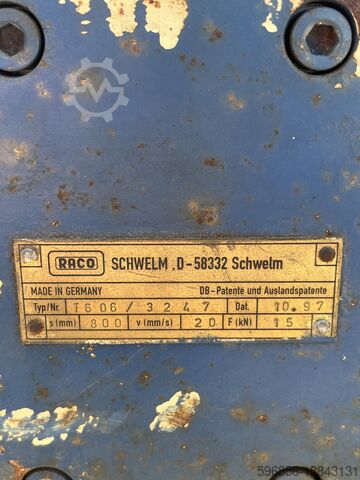 RACO SCHWELM . D-58332 Schwelm
MADE IN GERMANY DB-Patente und Auslandspatente
Typ/Nr. T606/3247 Dat. 10.97
s(mm) 800 v(mm/s) 20 F(kN) 15